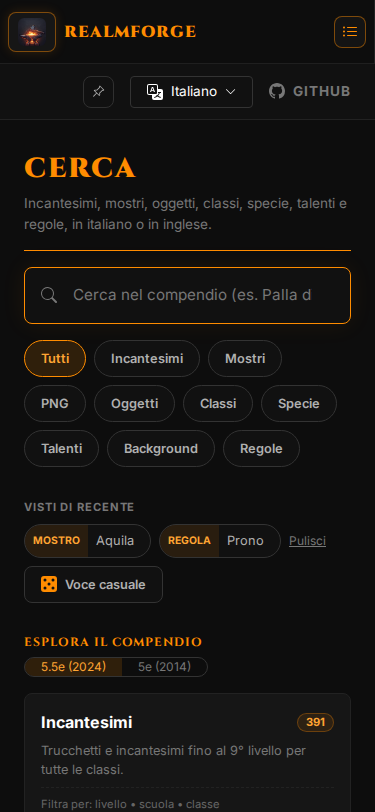 REALMFORGE
Italiano
GITHUB
CERCA
Incantesimi, mostri, oggetti, classi, specie, talenti e
regole, in italiano o in inglese.
Cerca nel compendio (es. Palla d
Tutti
Incantesimi
Mostri
PNG
Oggetti
Classi
Specie
Talenti
Background
Regole
VISTI DI RECENTE
MOSTRO Aquila
REGOLA Prono
Pulisci
Voce casuale
ESPLORA IL COMPENDIO
5.5e (2024)
5e (2014)
Incantesimi
391
Trucchetti e incantesimi fino al 9° livello per
tutte le classi.
Filtra per: livello • scuola • classe